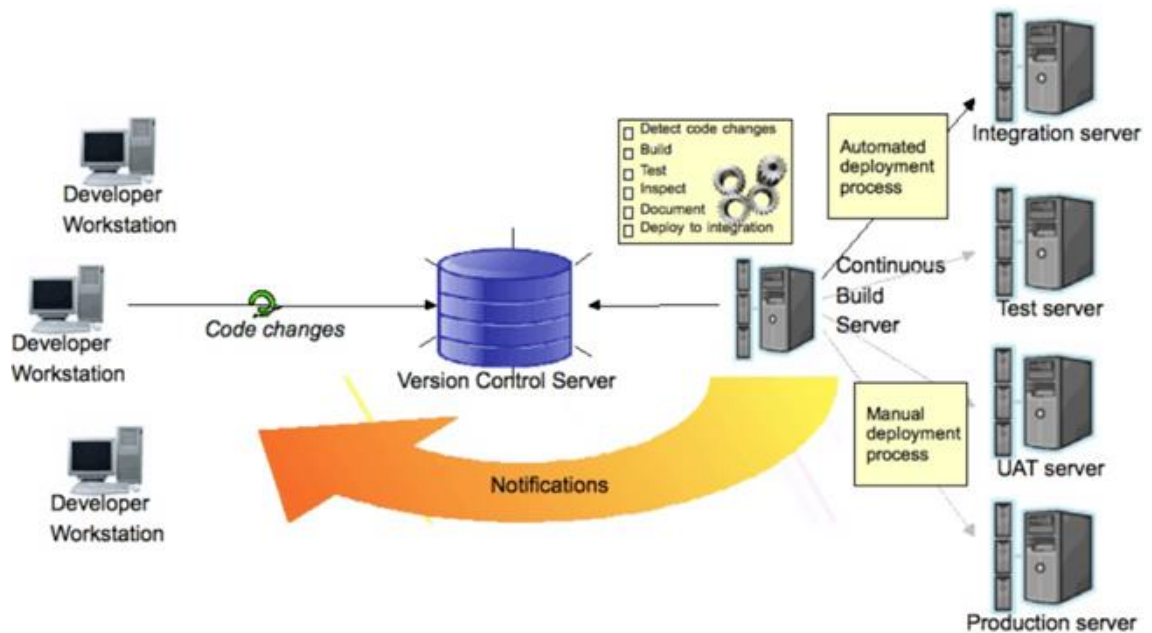 Developer
Workstation
Developer
Workstation
Developer
Workstation
Code changes
Version Control Server
Detect code changes
Build
Test
Inspect
Document
Deploy to integration
Continuous
Build
Server
Notifications
Automated
deployment
process
Manual
deployment
process
Integration server
Test server
UAT server
Production server